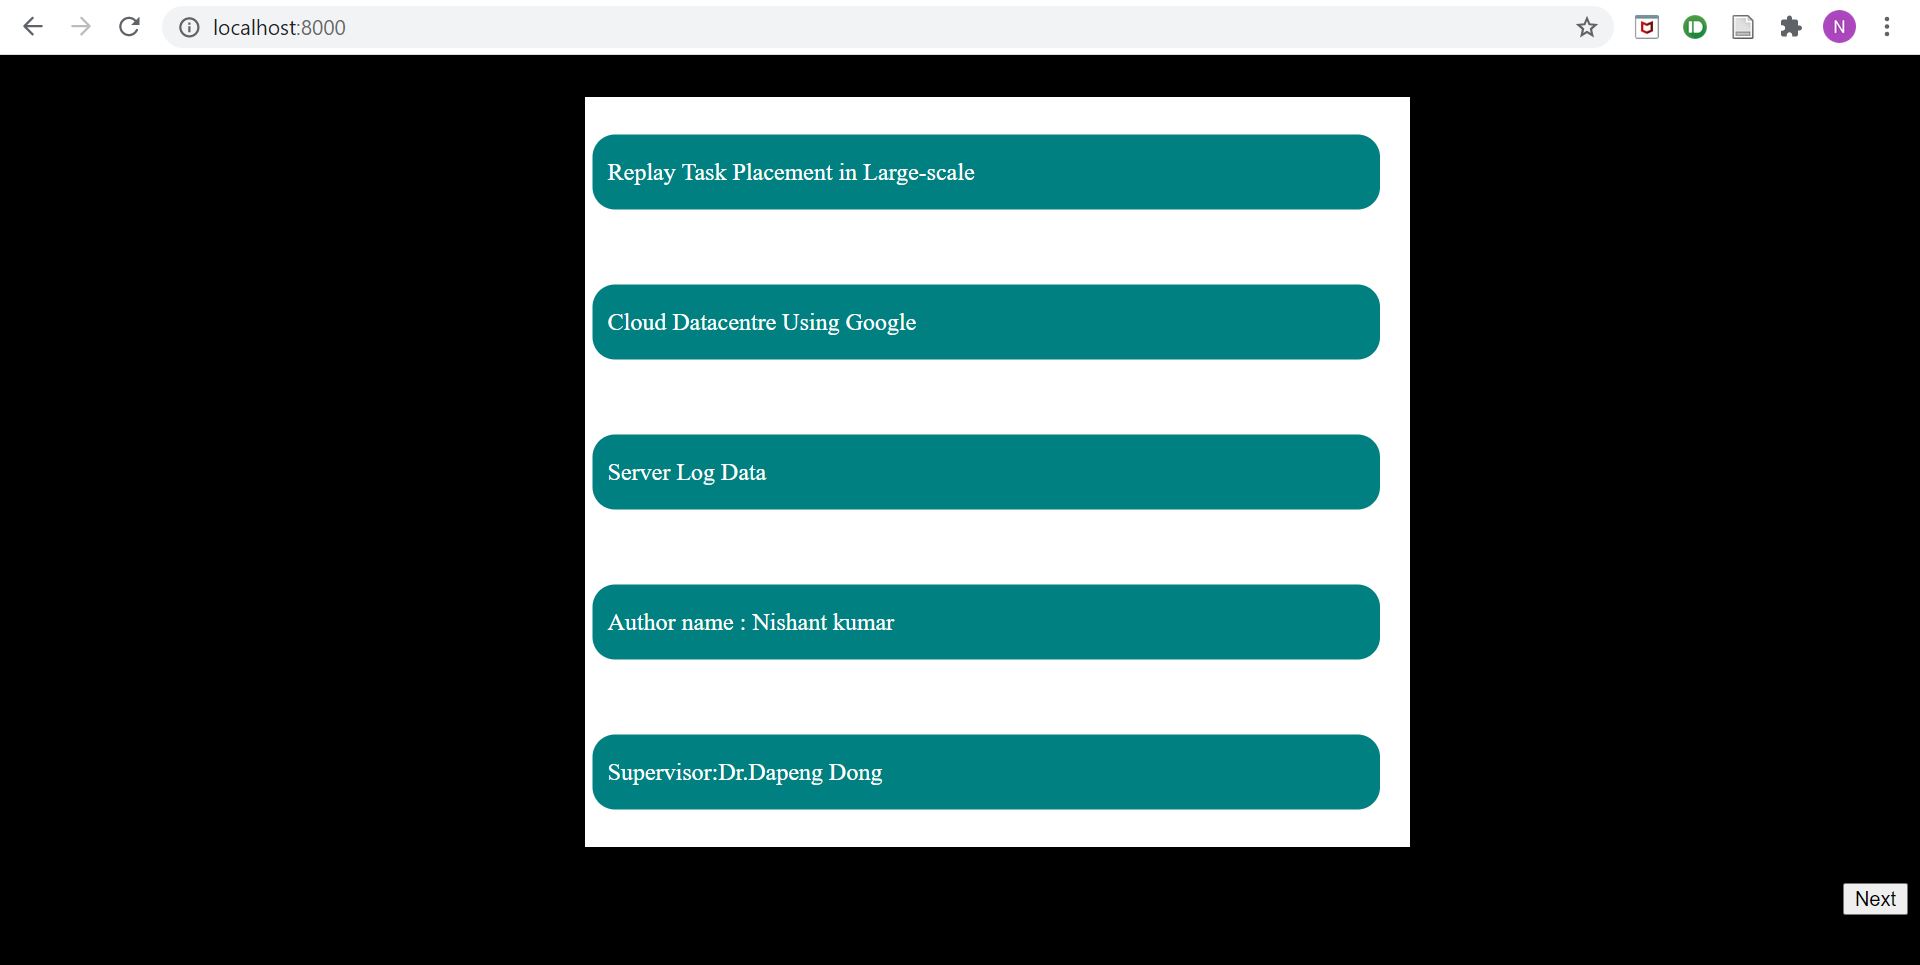 localhost:8000
N
Replay Task Placement in Large-scale
Cloud Datacentre Using Google
Server Log Data
Author name : Nishant kumar
Supervisor:Dr.Dapeng Dong
Next